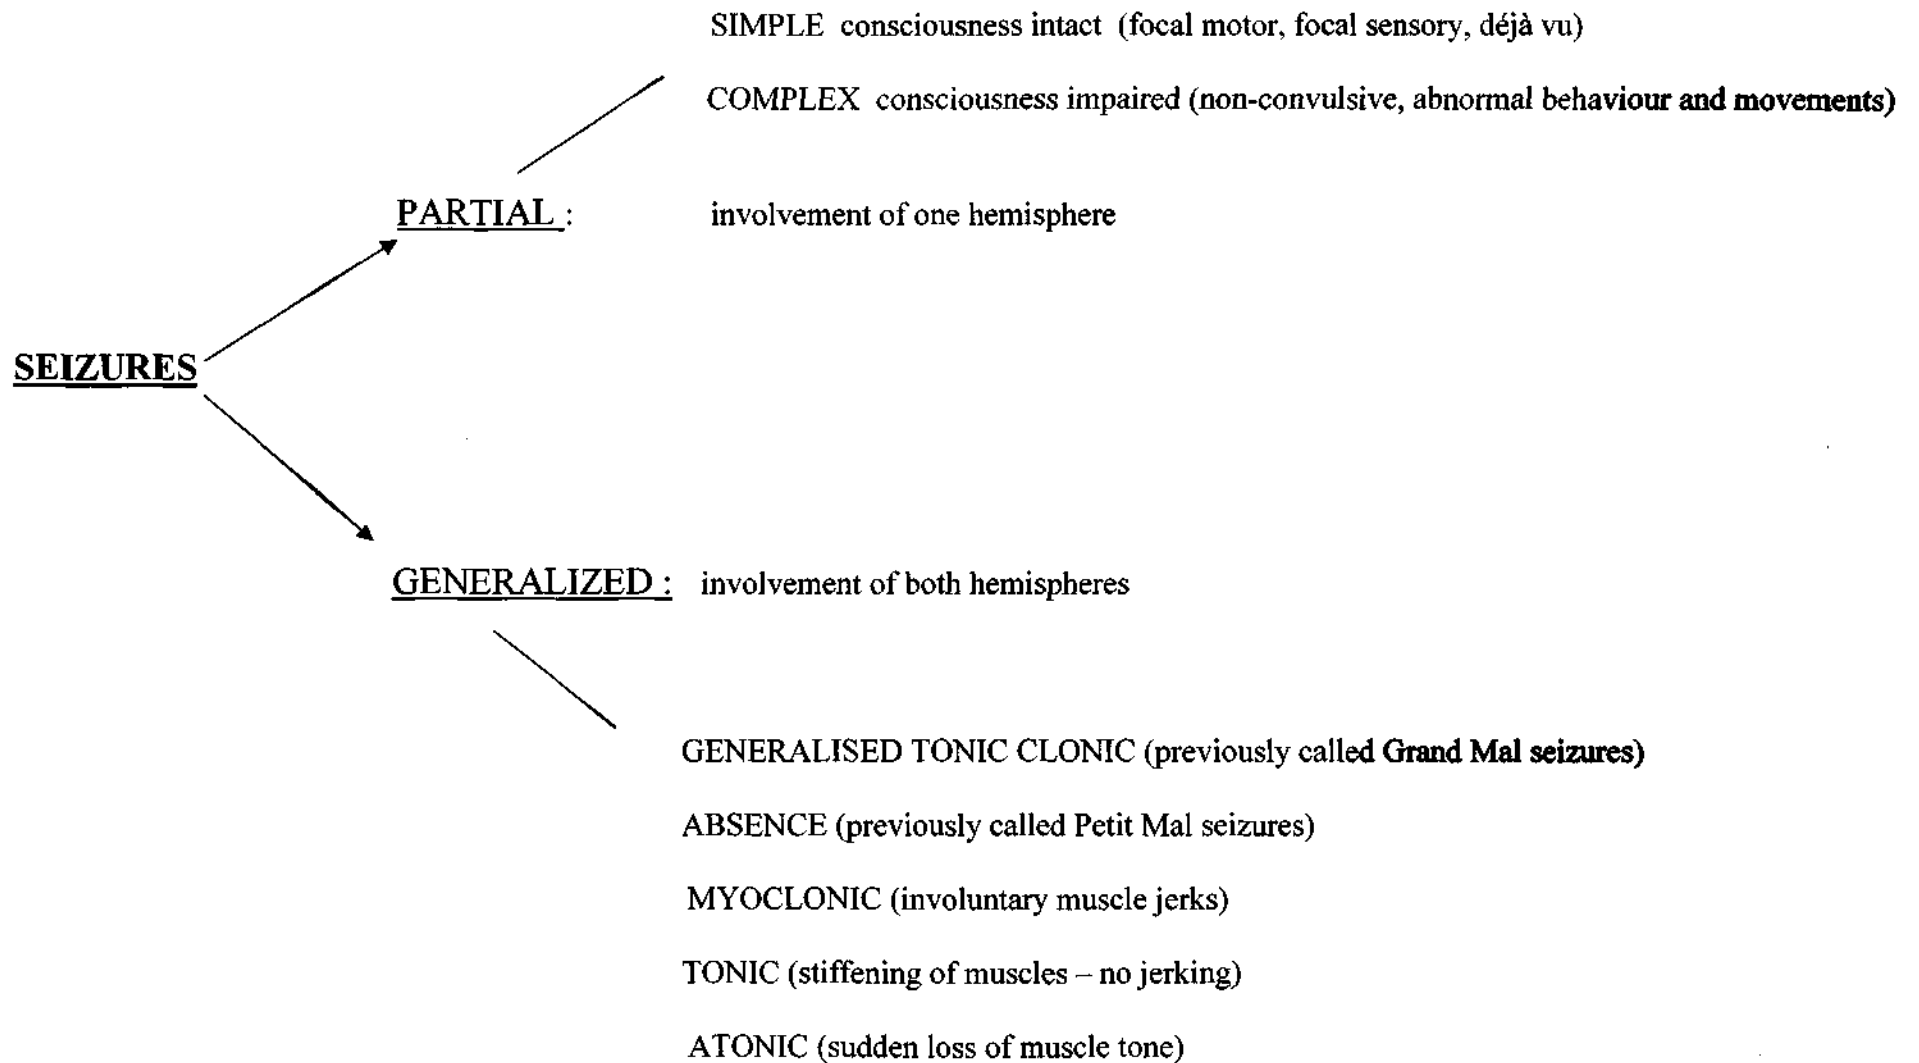 SIMPLE consciousness intact (focal motor, focal sensory, déjà vu)
COMPLEX consciousness impaired (non-convulsive, abnormal behaviour and movements)
PARTIAL : involvement of one hemisphere
SEIZURES
GENERALIZED : involvement of both hemispheres
GENERALISED TONIC CLONIC (previously called Grand Mal seizures)
ABSENCE (previously called Petit Mal seizures)
MYOCLONIC (involuntary muscle jerks)
TONIC (stiffening of muscles – no jerking)
ATONIC (sudden loss of muscle tone)